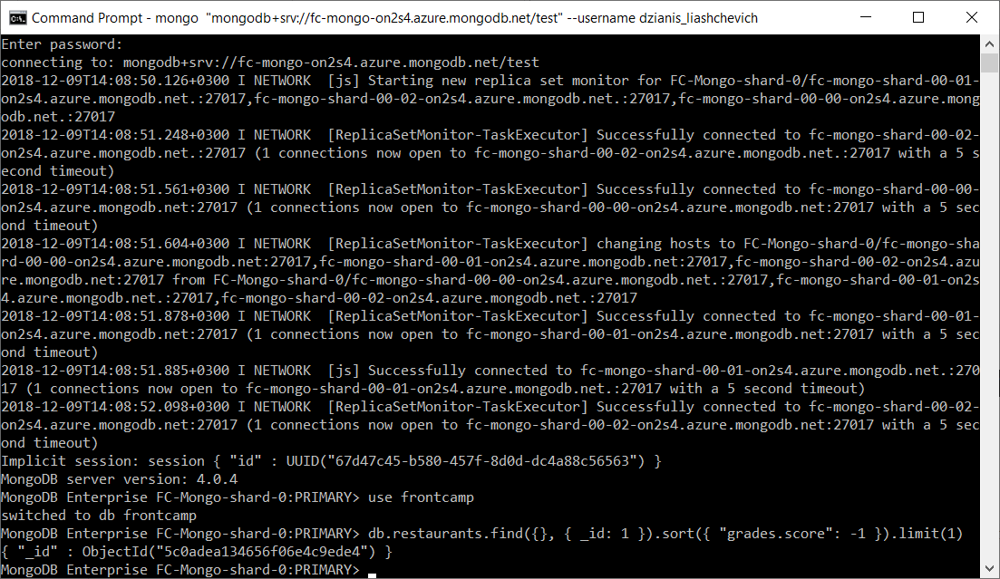 Command Prompt - mongo "mongodb+srv://fc-mongo-on2s4.azure.mongodb.net/test" --username dzianis_liashchevich
Enter password:
connecting to: mongodb+srv://fc-mongo-on2s4.azure.mongodb.net/test
2018-12-09T14:08:50.126+0300 I NETWORK  [js] Starting new replica set monitor for FC-Mongo-shard-0/fc-mongo-shard-00-01-
on2s4.azure.mongodb.net.:27017,fc-mongo-shard-00-02-on2s4.azure.mongodb.net.:27017,fc-mongo-shard-00-00-on2s4.azure.mong
odb.net.:27017
2018-12-09T14:08:51.248+0300 I NETWORK  [ReplicaSetMonitor-TaskExecutor] Successfully connected to fc-mongo-shard-00-02-
on2s4.azure.mongodb.net.:27017 (1 connections now open to fc-mongo-shard-00-02-on2s4.azure.mongodb.net.:27017 with a 5 s
econd timeout)
2018-12-09T14:08:51.561+0300 I NETWORK  [ReplicaSetMonitor-TaskExecutor] Successfully connected to fc-mongo-shard-00-00-
on2s4.azure.mongodb.net:27017 (1 connections now open to fc-mongo-shard-00-00-on2s4.azure.mongodb.net:27017 with a 5 sec
ond timeout)
2018-12-09T14:08:51.604+0300 I NETWORK  [ReplicaSetMonitor-TaskExecutor] changing hosts to FC-Mongo-shard-0/fc-mongo-sha
rd-00-00-on2s4.azure.mongodb.net:27017,fc-mongo-shard-00-01-on2s4.azure.mongodb.net:27017,fc-mongo-shard-00-02-on2s4.azu
re.mongodb.net:27017 from FC-Mongo-shard-0/fc-mongo-shard-00-00-on2s4.azure.mongodb.net.:27017,fc-mongo-shard-00-01-on2s
4.azure.mongodb.net.:27017,fc-mongo-shard-00-02-on2s4.azure.mongodb.net.:27017
2018-12-09T14:08:51.878+0300 I NETWORK  [ReplicaSetMonitor-TaskExecutor] Successfully connected to fc-mongo-shard-00-01-
on2s4.azure.mongodb.net:27017 (1 connections now open to fc-mongo-shard-00-01-on2s4.azure.mongodb.net:27017 with a 5 sec
ond timeout)
2018-12-09T14:08:51.885+0300 I NETWORK  [js] Successfully connected to fc-mongo-shard-00-01-on2s4.azure.mongodb.net.:270
17 (1 connections now open to fc-mongo-shard-00-01-on2s4.azure.mongodb.net.:27017 with a 5 second timeout)
2018-12-09T14:08:52.098+0300 I NETWORK  [ReplicaSetMonitor-TaskExecutor] Successfully connected to fc-mongo-shard-00-02-
on2s4.azure.mongodb.net:27017 (1 connections now open to fc-mongo-shard-00-02-on2s4.azure.mongodb.net:27017 with a 5 sec
ond timeout)
Implicit session: session { "id" : UUID("67d47c45-b580-457f-8d0d-dc4a88c56563") }
MongoDB server version: 4.0.4
MongoDB Enterprise FC-Mongo-shard-0:PRIMARY> use frontcamp
switched to db frontcamp
MongoDB Enterprise FC-Mongo-shard-0:PRIMARY> db.restaurants.find({}, { _id: 1 }).sort({ "grades.score": -1 }).limit(1)
{ "_id" : ObjectId("5c0adea134656f06e4c9ede4") }
MongoDB Enterprise FC-Mongo-shard-0:PRIMARY>